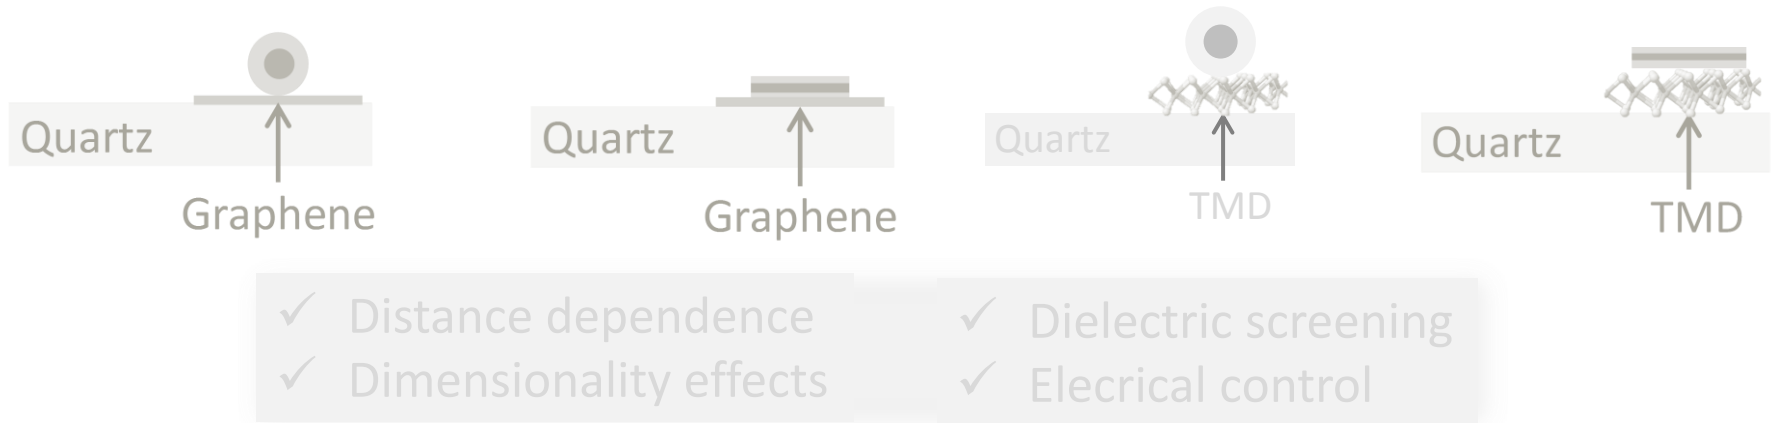 Quartz
Graphene
Quartz
Graphene
Quartz
TMD
Quartz
TMD
✓ Distance dependence
✓ Dimensionality effects
✓ Dielectric screening
✓ Elecrical control